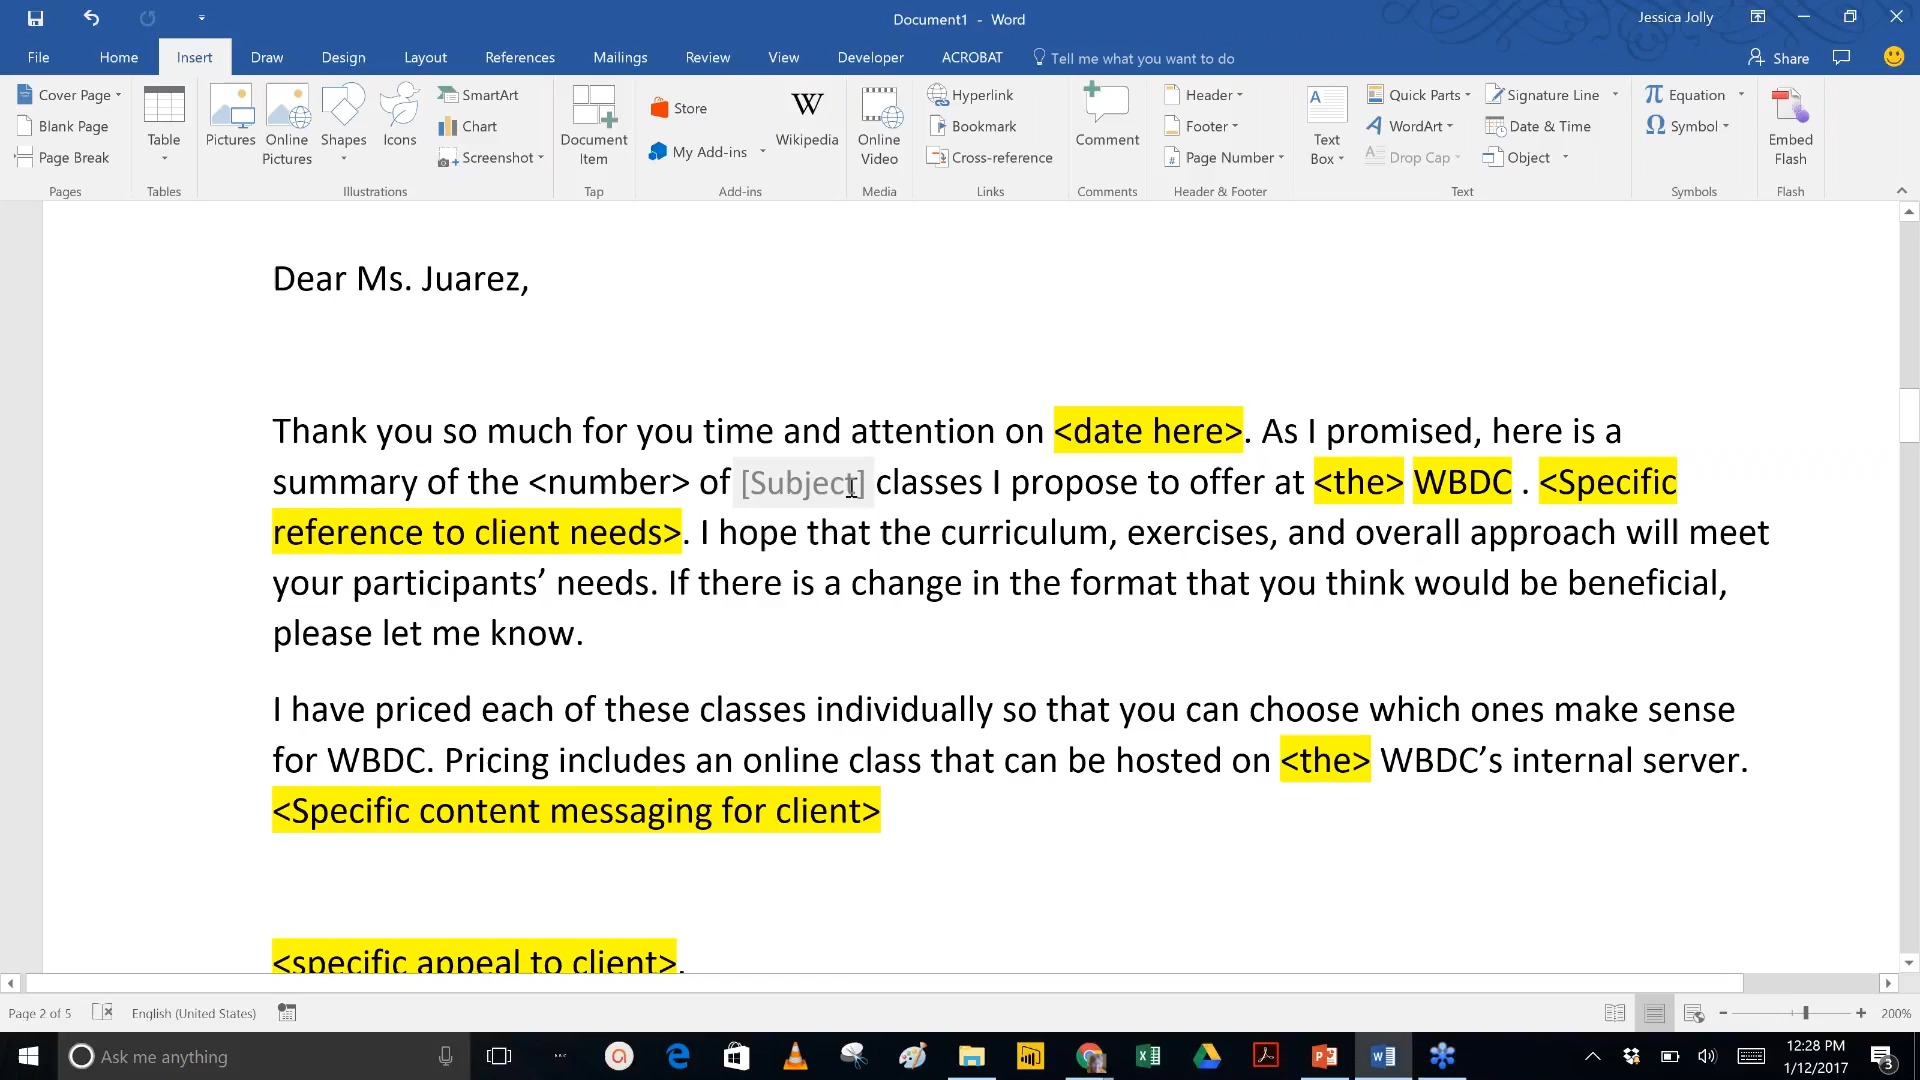 Document1 - Word
Jessica Jolly
File Home Insert Draw Design Layout References Mailings Review View Developer ACROBAT Tell me what you want to do Share
Cover Page
Blank Page
Page Break
Pages
Table
Tables
Pictures
Online Pictures
Shapes
Icons
SmartArt
Chart
Screenshot
Illustrations
Document Item
Tap
Store
My Add-ins
W
Wikipedia
Add-ins
Online Video
Media
Hyperlink
Bookmark
Cross-reference
Links
Comment
Comments
Header
Footer
Page Number
Header & Footer
Text Box
Quick Parts
WordArt
Drop Cap
Signature Line
Date & Time
Object
Text
Equation
Symbol
Symbols
Embed Flash
Flash
Dear Ms. Juarez,
Thank you so much for you time and attention on <date here>. As I promised, here is a
summary of the <number> of [Subject] classes I propose to offer at <the> WBDC . <Specific
reference to client needs>. I hope that the curriculum, exercises, and overall approach will meet
your participants’ needs. If there is a change in the format that you think would be beneficial,
please let me know.
I have priced each of these classes individually so that you can choose which ones make sense
for WBDC. Pricing includes an online class that can be hosted on <the> WBDC’s internal server.
<Specific content messaging for client>
<specific appeal to client>.
Page 2 of 5 English (United States) 200%
Ask me anything
12:28 PM
1/12/2017
3